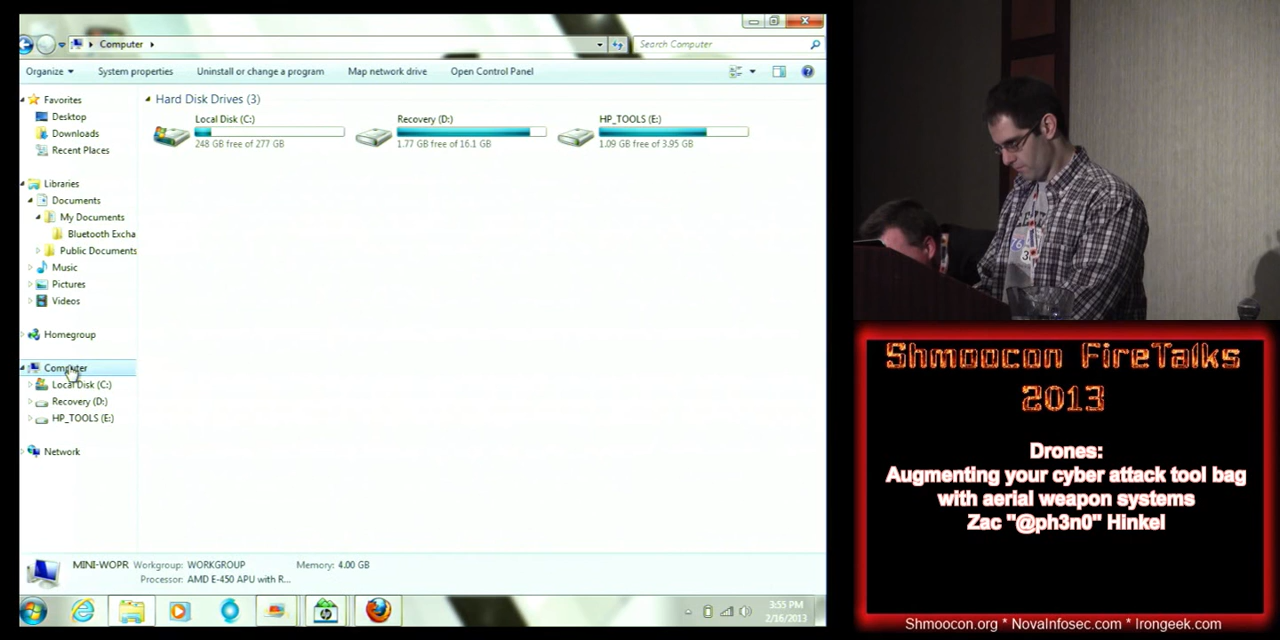 Computer
Search Computer
Organize
System properties
Uninstall or change a program
Map network drive
Open Control Panel
Favorites
Desktop
Downloads
Recent Places
Libraries
Documents
My Documents
Bluetooth Excha
Public Documents
Music
Pictures
Videos
Homegroup
Computer
Local Disk (C:)
Recovery (D:)
HP_TOOLS (E:)
Network
Hard Disk Drives (3)
Local Disk (C:)
248 GB free of 277 GB
Recovery (D:)
1.77 GB free of 16.1 GB
HP_TOOLS (E:)
1.09 GB free of 3.95 GB
MINI-WOPR Workgroup: WORKGROUP Memory: 4.00 GB
Processor: AMD E-450 APU with R...
3:55 PM
2/16/2013
Shmoocon FireTalks
2013
Drones:
Augmenting your cyber attack tool bag
with aerial weapon systems
Zac "@ph3n0" Hinkel
Shmoocon.org * NovaInfosec.com * Irongeek.com